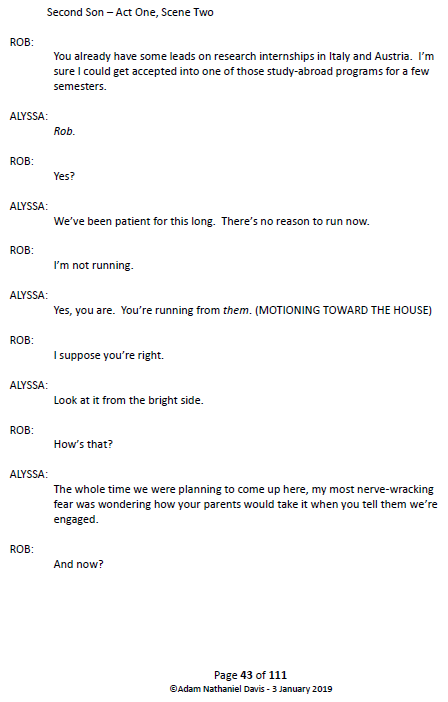 Second Son – Act One, Scene Two
ROB:
You already have some leads on research internships in Italy and Austria.  I’m
sure I could get accepted into one of those study-abroad programs for a few
semesters.
ALYSSA:
Rob.
ROB:
Yes?
ALYSSA:
We’ve been patient for this long.  There’s no reason to run now.
ROB:
I’m not running.
ALYSSA:
Yes, you are.  You’re running from them. (MOTIONING TOWARD THE HOUSE)
ROB:
I suppose you’re right.
ALYSSA:
Look at it from the bright side.
ROB:
How’s that?
ALYSSA:
The whole time we were planning to come up here, my most nerve-wracking
fear was wondering how your parents would take it when you tell them we’re
engaged.
ROB:
And now?
Page 43 of 111
©Adam Nathaniel Davis - 3 January 2019